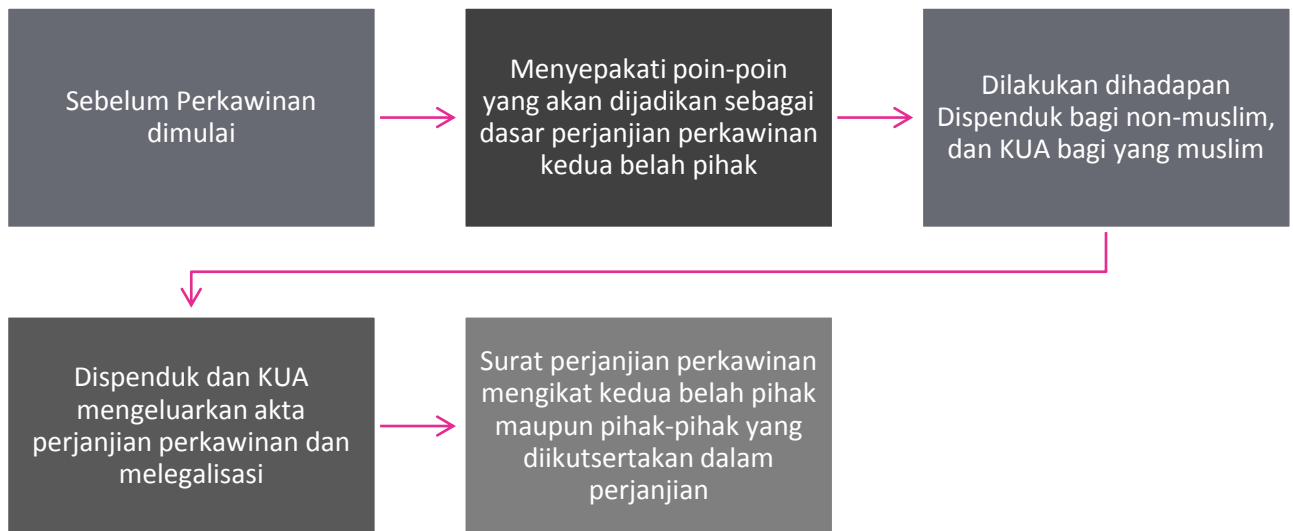 Sebelum Perkawinan
dimulai
Menyepakati poin-poin
yang akan dijadikan sebagai
dasar perjanjian perkawinan
kedua belah pihak
Dilakukan dihadapan
Dispenduk bagi non-muslim,
dan KUA bagi yang muslim
Dispenduk dan KUA
mengeluarkan akta
perjanjian perkawinan dan
melegalisasi
Surat perjanjian perkawinan
mengikat kedua belah pihak
maupun pihak-pihak yang
diikutsertakan dalam
perjanjian